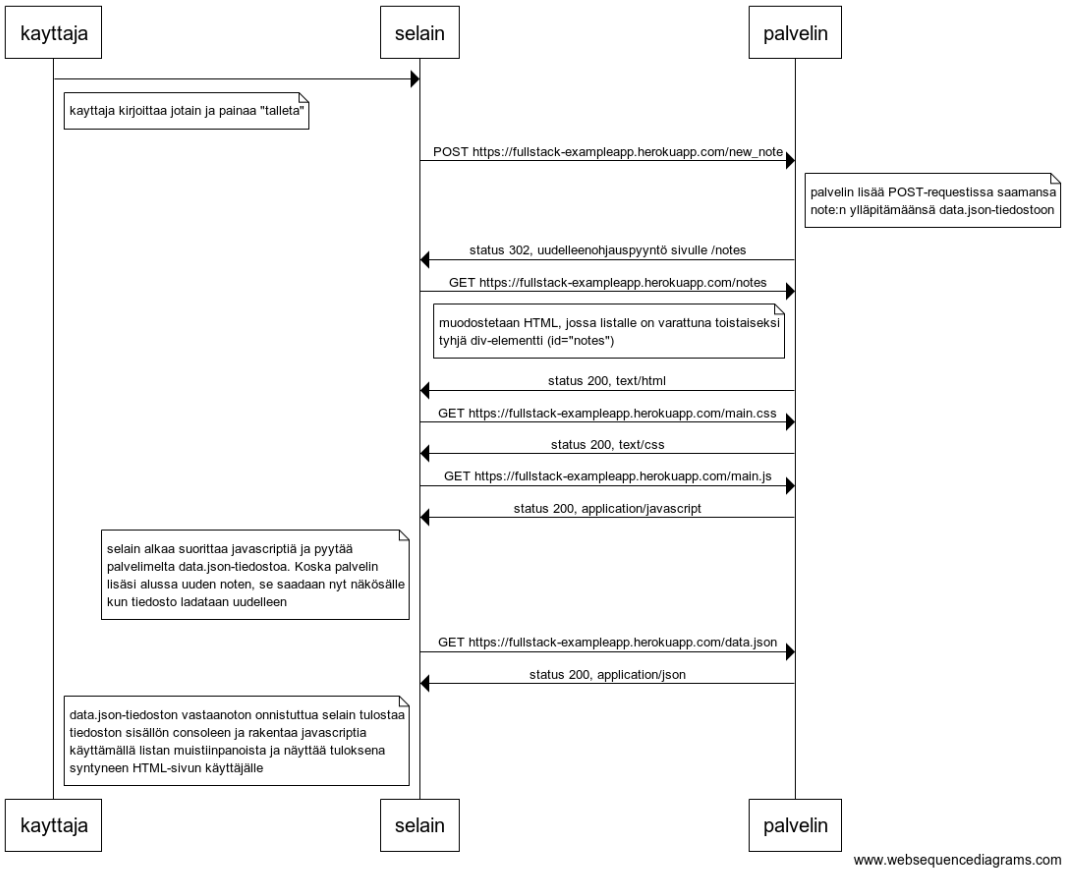 kayttaja
selain
palvelin
kayttaja kirjoittaa jotain ja painaa "talleta"
POST https://fullstack-exampleapp.herokuapp.com/new_note
palvelin lisää POST-requestissa saamansa
note:n ylläpitämäänsä data.json-tiedostoon
status 302, uudelleenohjauspyyntö sivulle /notes
GET https://fullstack-exampleapp.herokuapp.com/notes
muodostetaan HTML, jossa listalle on varattuna toistaiseksi
tyhjä div-elementti (id="notes")
status 200, text/html
GET https://fullstack-exampleapp.herokuapp.com/main.css
status 200, text/css
GET https://fullstack-exampleapp.herokuapp.com/main.js
status 200, application/javascript
selain alkaa suorittaa javascriptiä ja pyytää
palvelimelta data.json-tiedostoa. Koska palvelin
lisäsi alussa uuden noten, se saadaan nyt näkösälle
kun tiedosto ladataan uudelleen
GET https://fullstack-exampleapp.herokuapp.com/data.json
status 200, application/json
data.json-tiedoston vastaanoton onnistuttua selain tulostaa
tiedoston sisällön consoleen ja rakentaa javascriptia
käyttämällä listan muistiinpanoista ja näyttää tuloksena
syntyneen HTML-sivun käyttäjälle
kayttaja
selain
palvelin
www.websequencediagrams.com